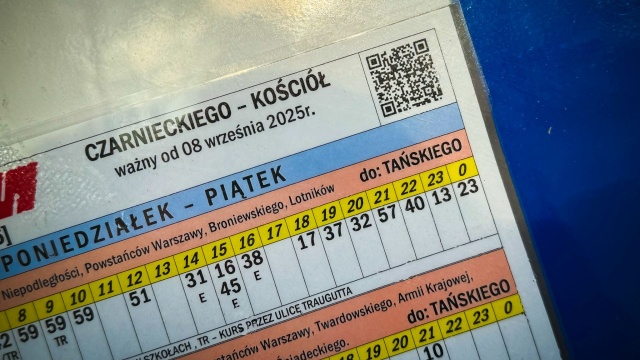 CZARNIECKIEGO – KOŚCIÓŁ
ważny od 08 września 2025r.
PONIEDZIAŁEK – PIĄTEK
Niepodległości, Powstańców Warszawy, Broniewskiego, Lotników do: TAŃSKIEGO
8 9 10 11 12 13 14 15 16 17 18 19 20 21 22 23 0
59 59 59 51 31 16 38 17 37 32 57 40 13 23
TR TR E 45 E
E
SZKOŁACH , TR - KURS PRZEZ ULICĘ TRAUGUTTA
Warszawy, Twardowskiego, Armii Krajowej, do: TAŃSKIEGO
18 19 20 21 22 23 0
10